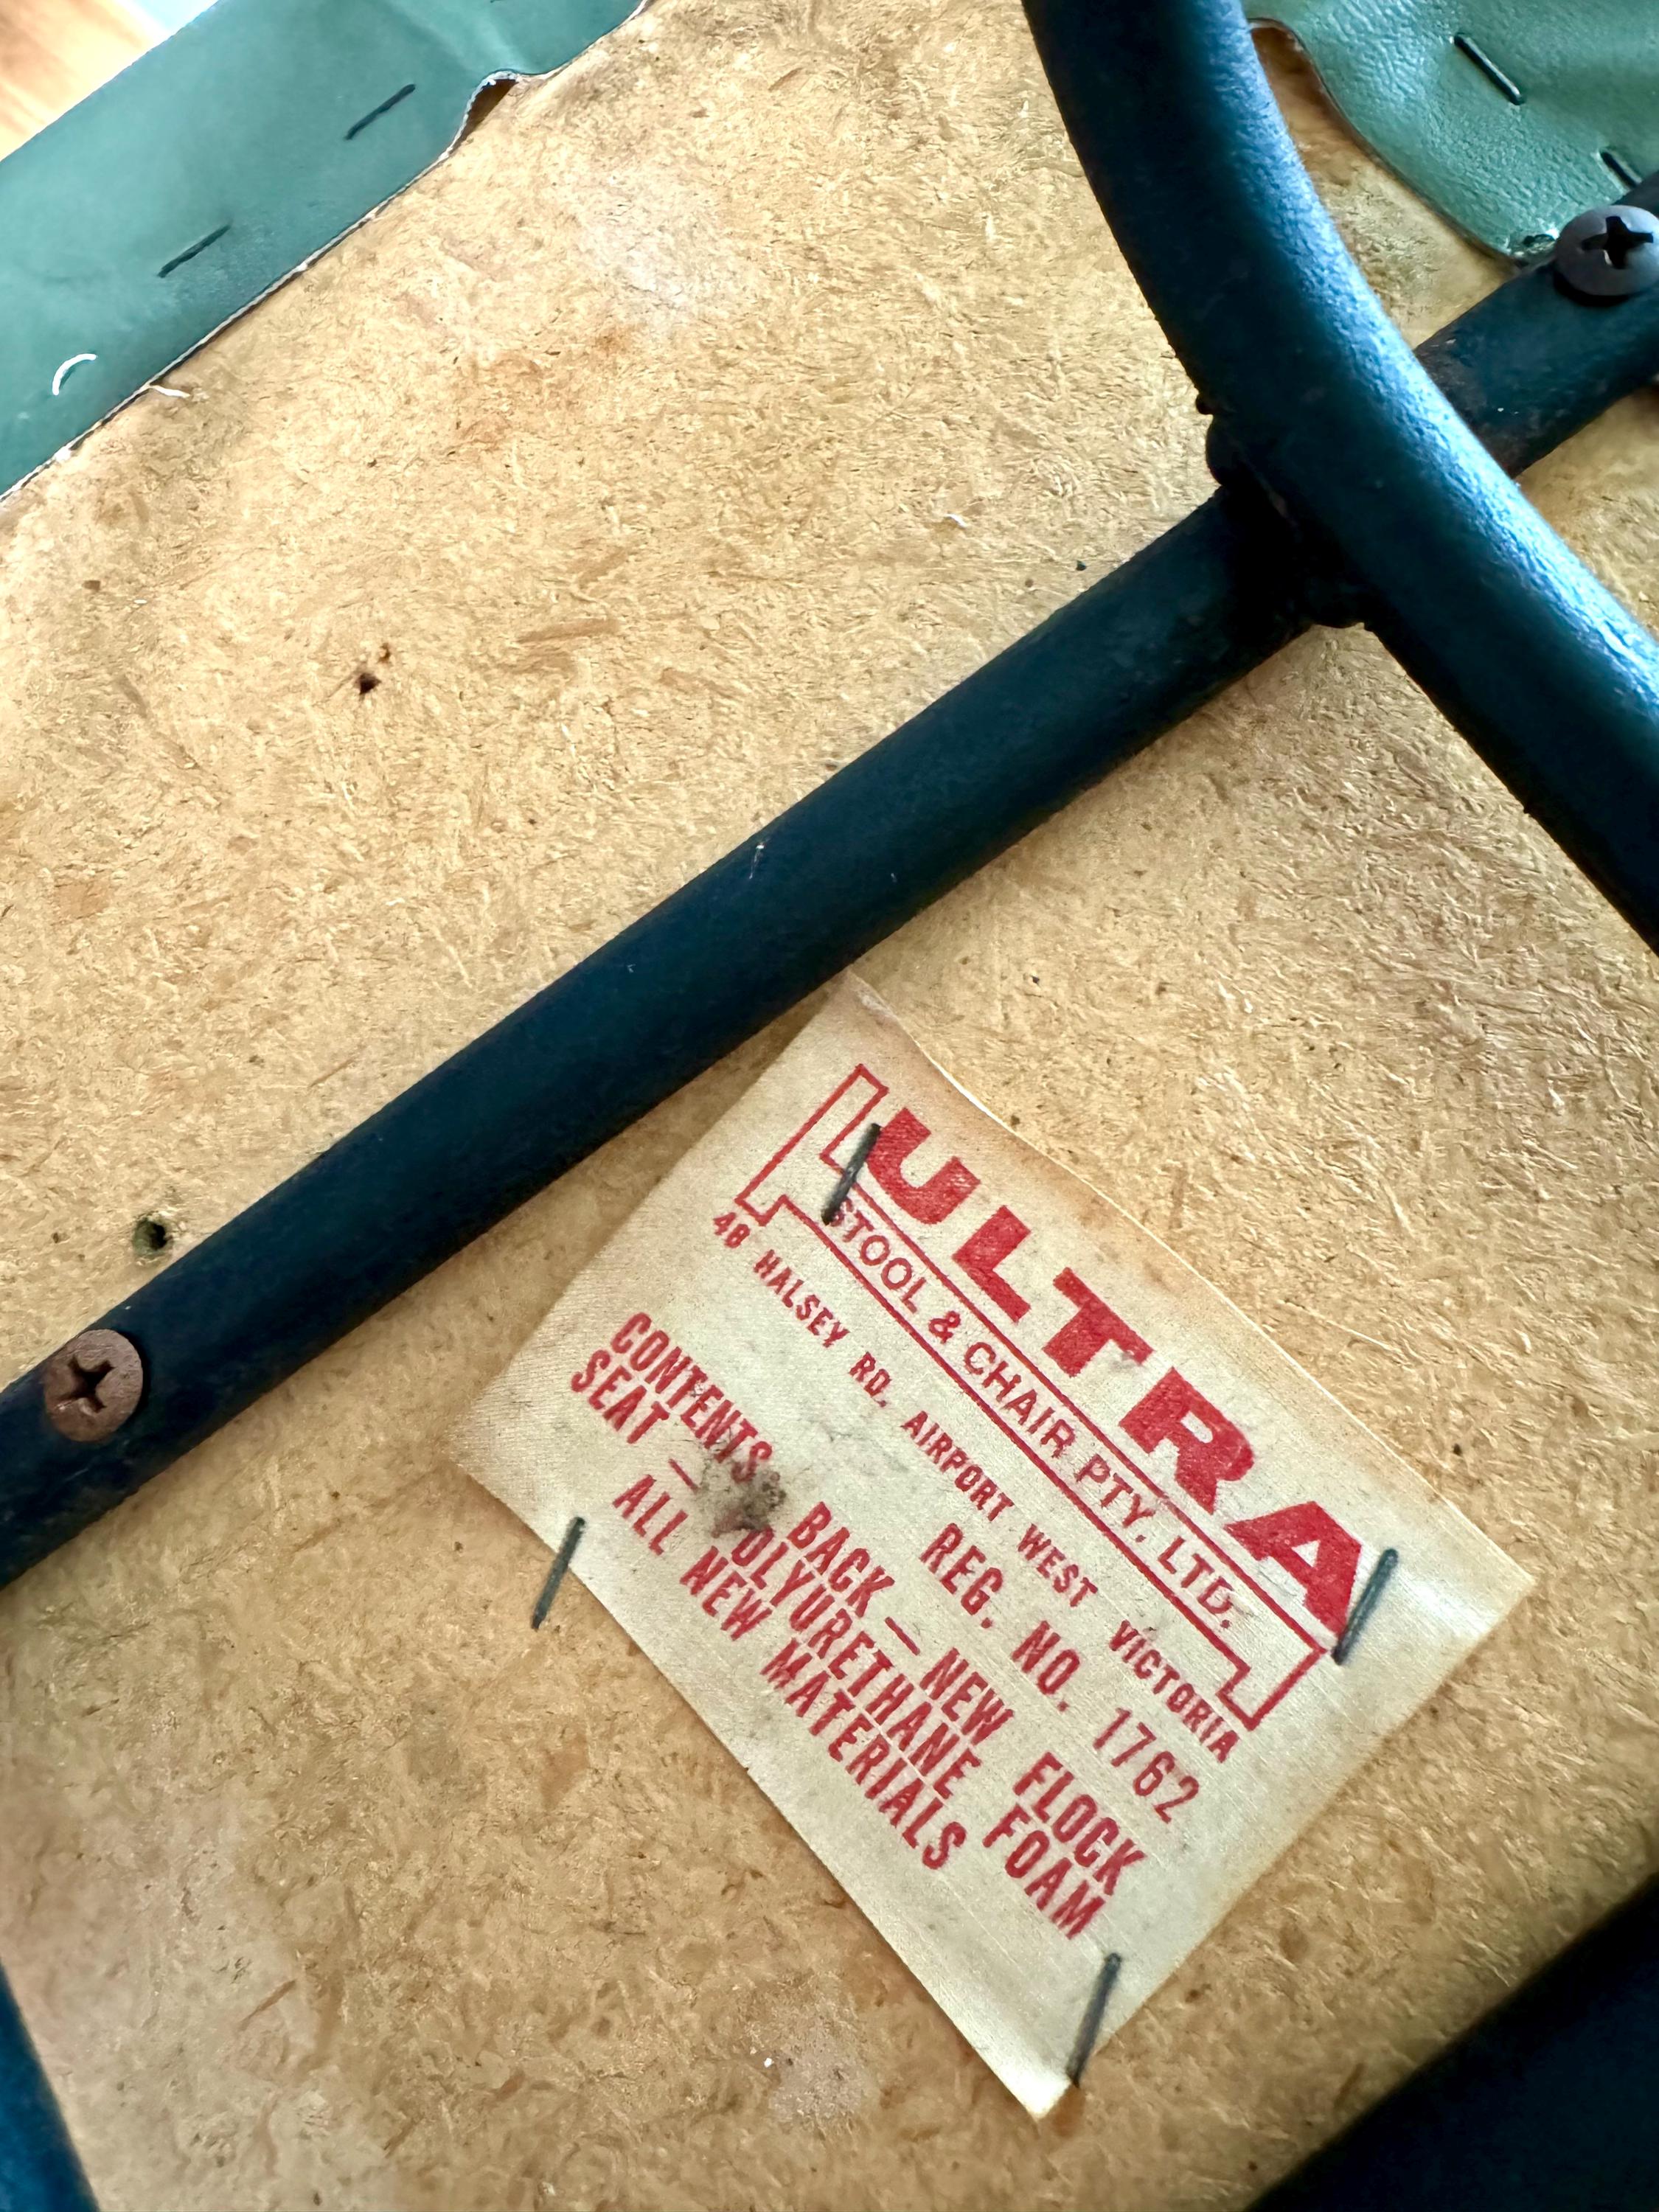 ULTRA
STOOL & CHAIR PTY. LTD.
48 HALSEY RD. AIRPORT WEST VICTORIA
REG. NO. 1762
CONTENTS BACK — NEW FLOCK
SEAT — POLYURETHANE FOAM
ALL NEW MATERIALS